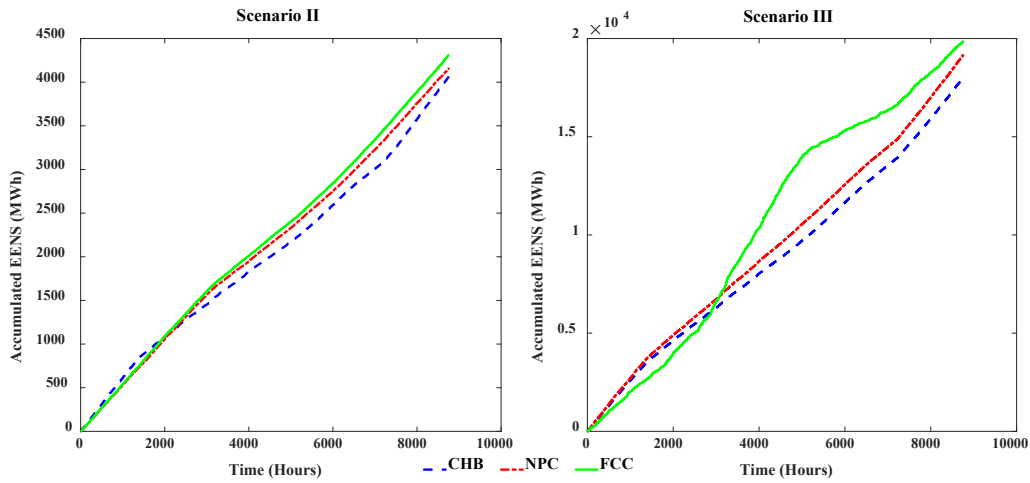 Scenario II
Accumulated EENS (MWh)
4500
4000
3500
3000
2500
2000
1500
1000
500
0
0 2000 4000 6000 8000 10000
Time (Hours)
Scenario III
× 10 4
Accumulated EENS (MWh)
2
1.5
1
0.5
0
0 2000 4000 6000 8000 10000
Time (Hours)
CHB NPC FCC